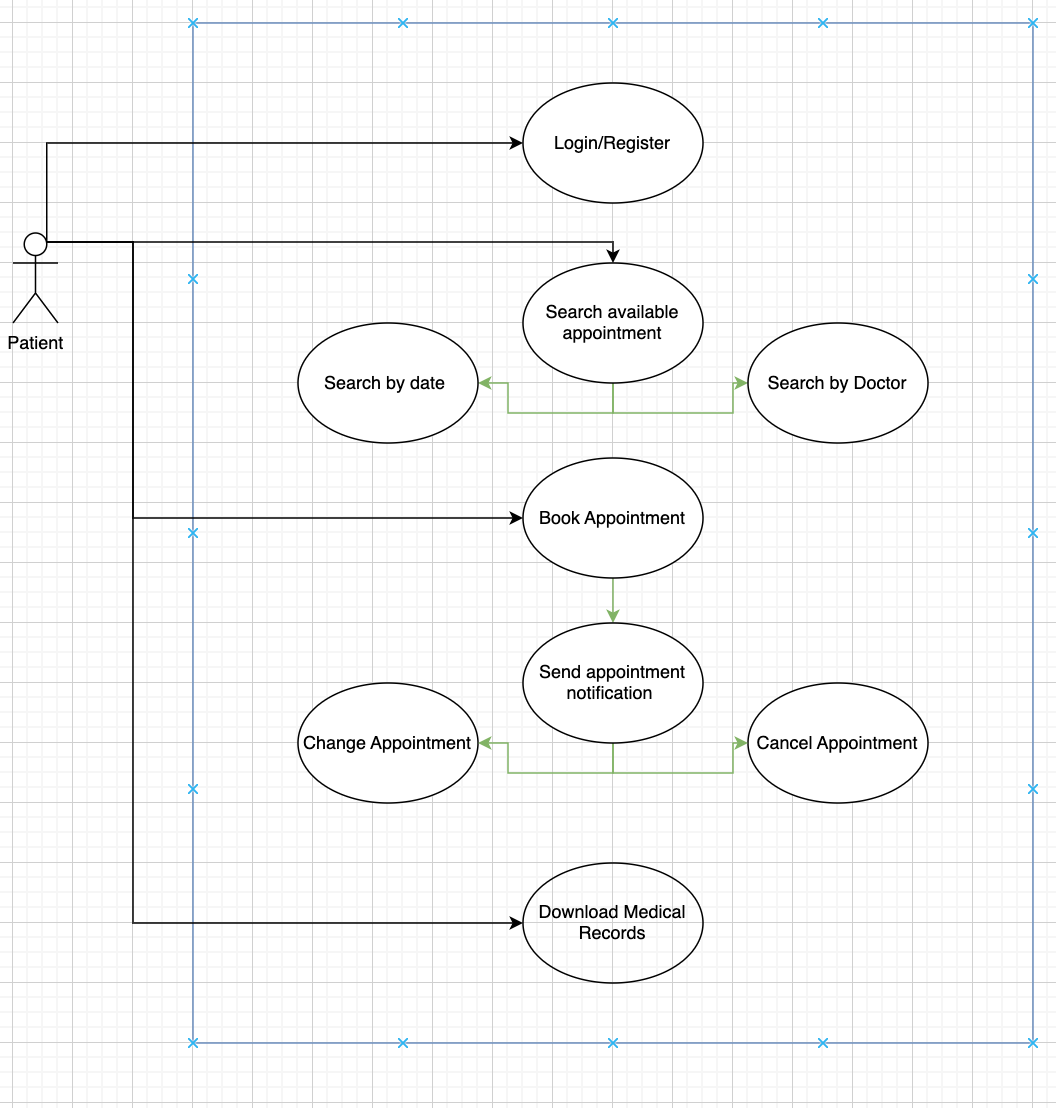 Login/Register
Patient
Search available
appointment
Search by date
Search by Doctor
Book Appointment
Send appointment
notification
Change Appointment
Cancel Appointment
Download Medical
Records